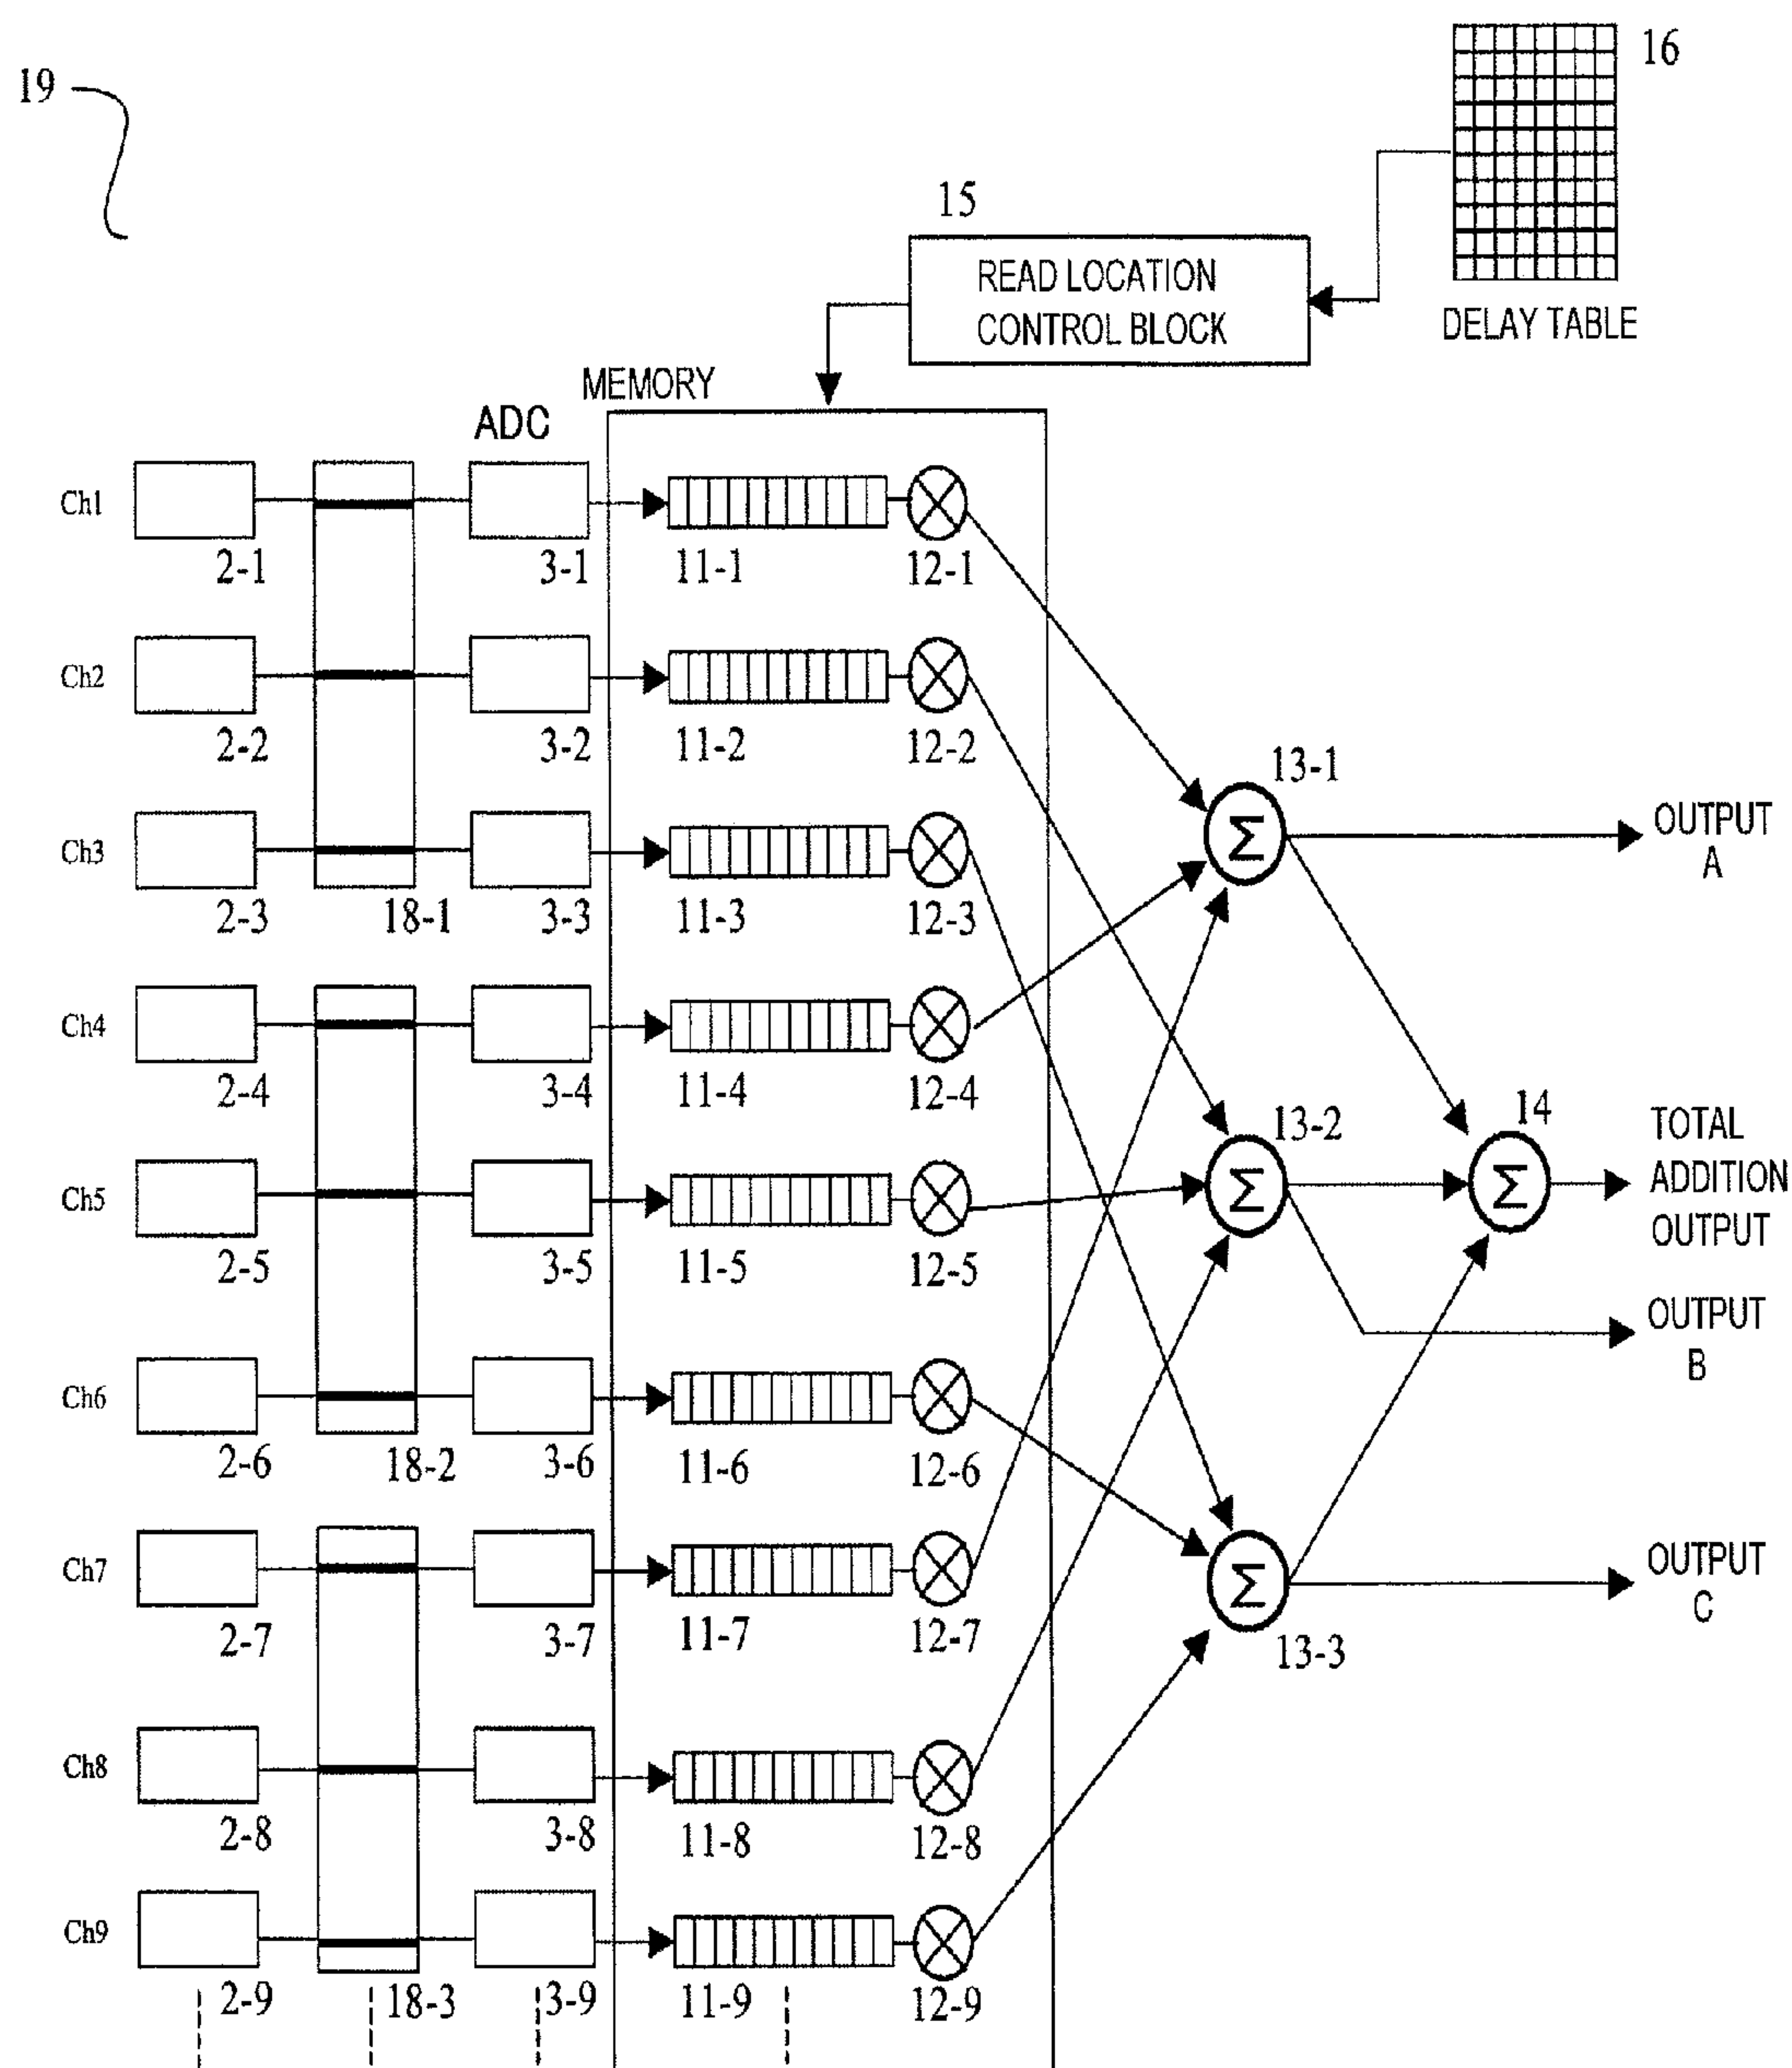 19
16
15
READ LOCATION
CONTROL BLOCK
DELAY TABLE
MEMORY
ADC
Ch1
2-1
3-1
11-1
12-1
Ch2
2-2
3-2
11-2
12-2
13-1
OUTPUT
A
Ch3
2-3
18-1
3-3
11-3
12-3
Ch4
2-4
3-4
11-4
12-4
13-2
14
TOTAL
ADDITION
OUTPUT
Ch5
2-5
3-5
11-5
12-5
OUTPUT
B
Ch6
2-6
18-2
3-6
11-6
12-6
Ch7
2-7
3-7
11-7
12-7
OUTPUT
C
13-3
Ch8
2-8
3-8
11-8
12-8
Ch9
2-9
18-3
3-9
11-9
12-9
Σ
Σ
Σ
Σ